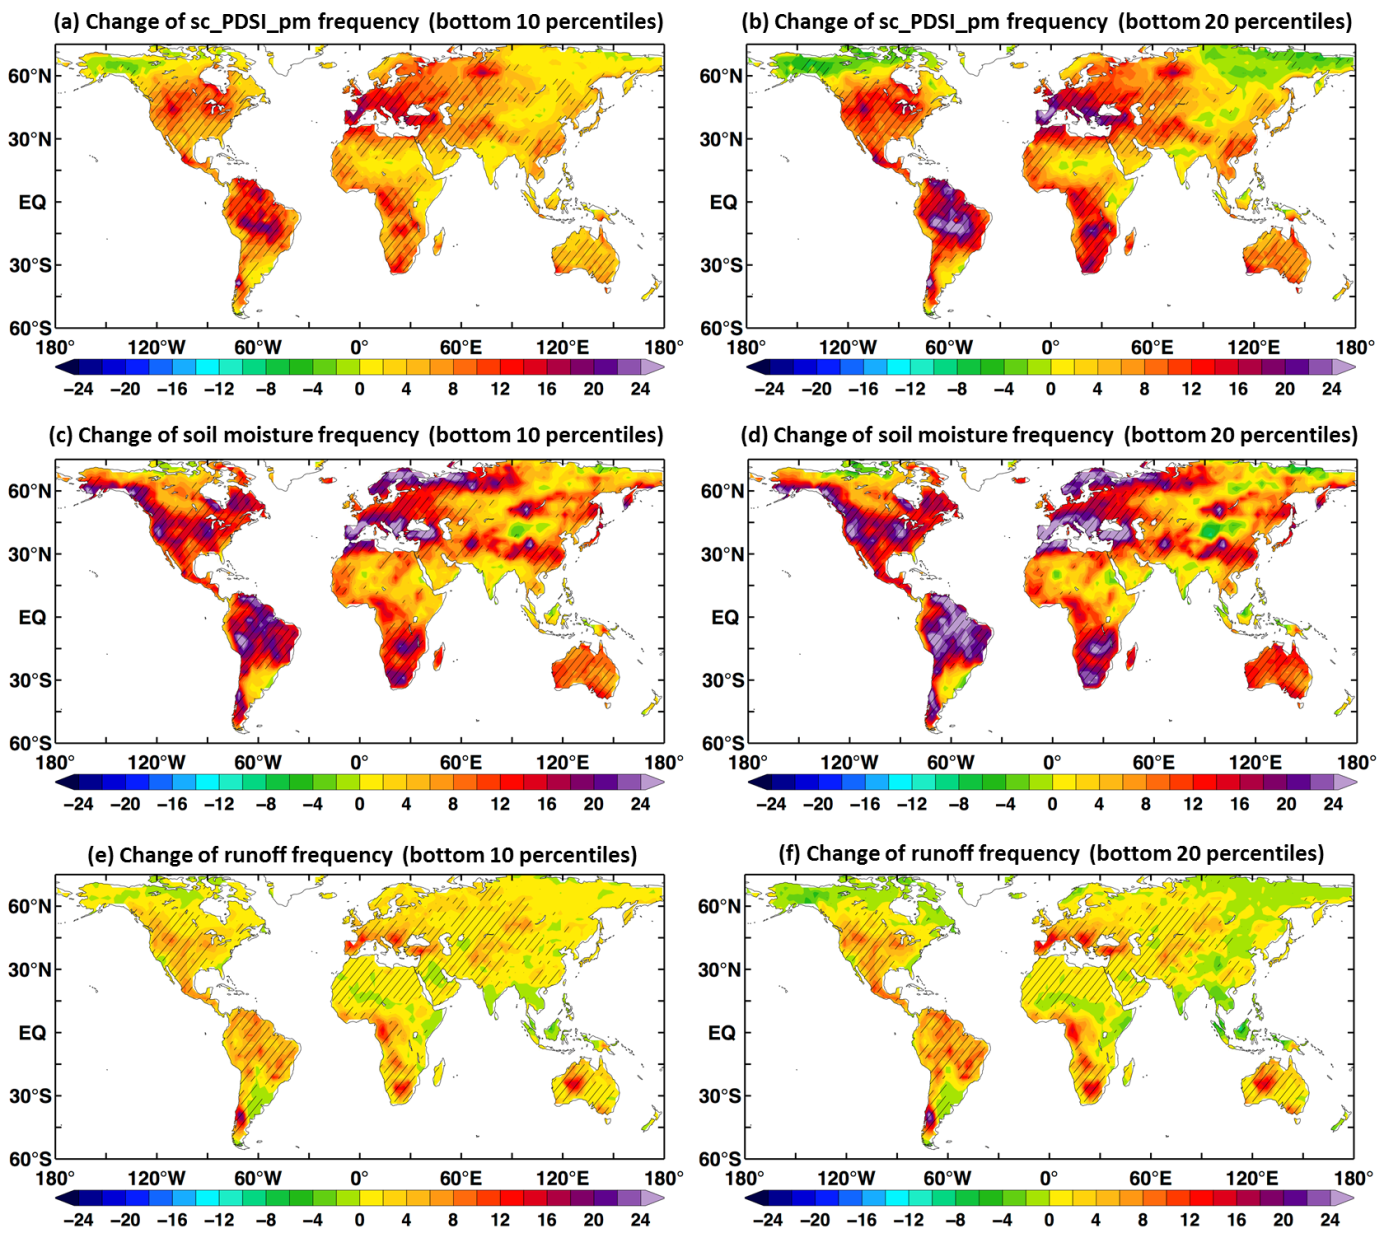 (a) Change of sc_PDSI_pm frequency (bottom 10 percentiles)
(b) Change of sc_PDSI_pm frequency (bottom 20 percentiles)
60°N
30°N
EQ
30°S
60°S
180° 120°W 60°W 0° 60°E 120°E 180°
−24 −20 −16 −12 −8 −4 0 4 8 12 16 20 24
60°N
30°N
EQ
30°S
60°S
180° 120°W 60°W 0° 60°E 120°E 180°
−24 −20 −16 −12 −8 −4 0 4 8 12 16 20 24
(c) Change of soil moisture frequency (bottom 10 percentiles)
(d) Change of soil moisture frequency (bottom 20 percentiles)
60°N
30°N
EQ
30°S
60°S
180° 120°W 60°W 0° 60°E 120°E 180°
−24 −20 −16 −12 −8 −4 0 4 8 12 16 20 24
60°N
30°N
EQ
30°S
60°S
180° 120°W 60°W 0° 60°E 120°E 180°
−24 −20 −16 −12 −8 −4 0 4 8 12 16 20 24
(e) Change of runoff frequency (bottom 10 percentiles)
(f) Change of runoff frequency (bottom 20 percentiles)
60°N
30°N
EQ
30°S
60°S
180° 120°W 60°W 0° 60°E 120°E 180°
−24 −20 −16 −12 −8 −4 0 4 8 12 16 20 24
60°N
30°N
EQ
30°S
60°S
180° 120°W 60°W 0° 60°E 120°E 180°
−24 −20 −16 −12 −8 −4 0 4 8 12 16 20 24